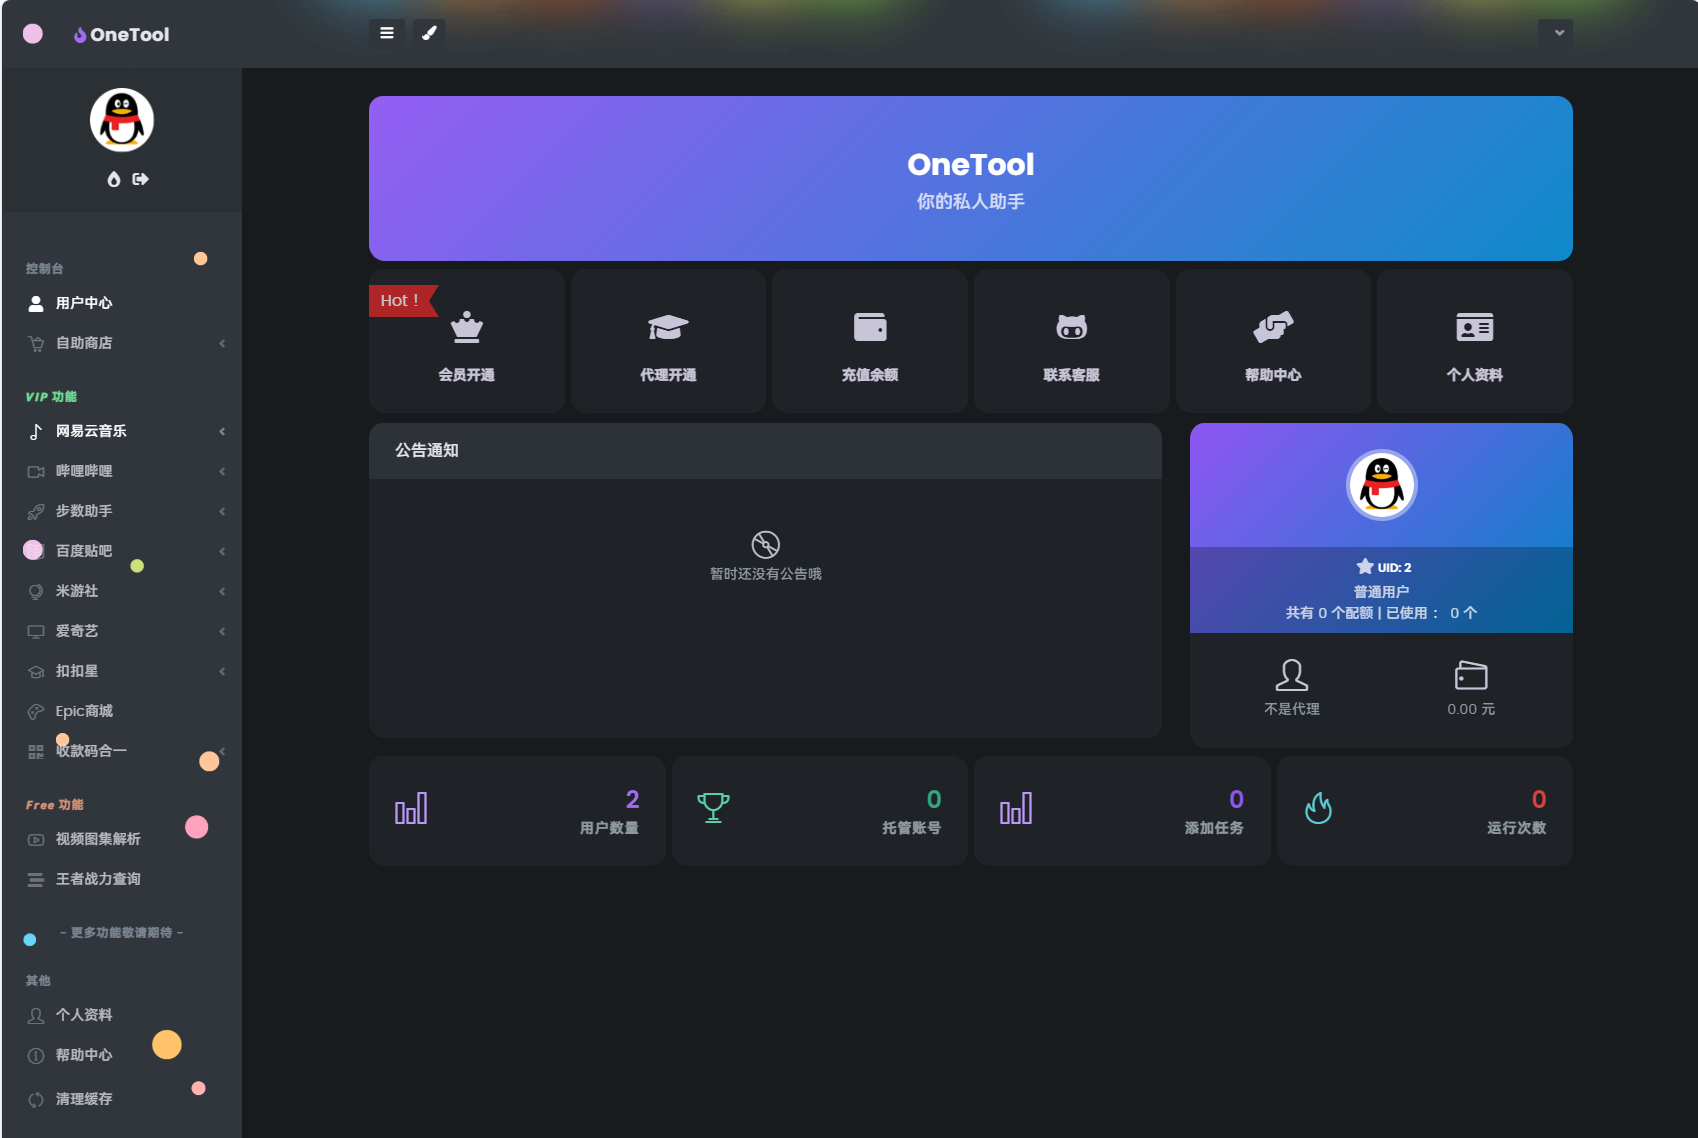 OneTool
控制台
用户中心
自助商店
VIP 功能
网易云音乐
哔哩哔哩
步数助手
百度贴吧
米游社
爱奇艺
扣扣星
Epic商城
收款码合一
Free 功能
视频图集解析
王者战力查询
- 更多功能敬请期待 -
其他
个人资料
帮助中心
清理缓存
OneTool
你的私人助手
Hot !
会员开通
代理开通
充值余额
联系客服
帮助中心
个人资料
公告通知
暂时还没有公告哦
UID: 2
普通用户
共有 0 个配额 | 已使用： 0 个
不是代理
0.00 元
2
用户数量
0
托管账号
0
添加任务
0
运行次数